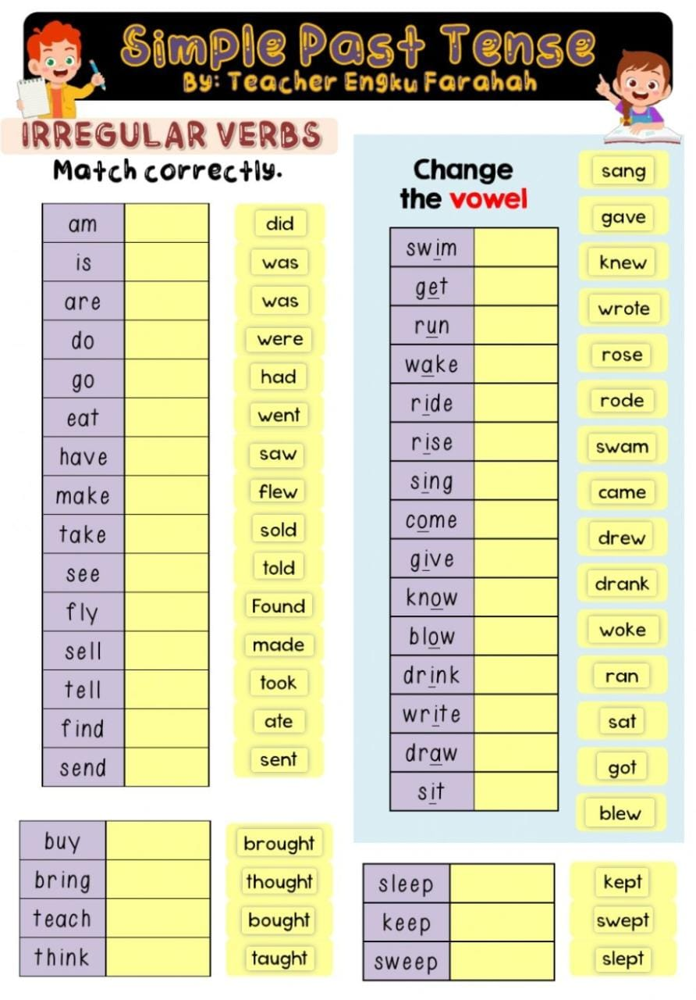 Simple Past Tense
By: Teacher Engku Farahah
IRREGULAR VERBS
Match correctly.
am
is
are
do
go
eat
have
make
take
see
fly
sell
tell
find
send
did
was
was
were
had
went
saw
flew
sold
told
Found
made
took
ate
sent
buy
bring
teach
think
brought
thought
bought
taught
Change
the vowel
swim
get
run
wake
ride
rise
sing
come
give
know
blow
drink
write
draw
sit
sang
gave
knew
wrote
rose
rode
swam
came
drew
drank
woke
ran
sat
got
blew
sleep
keep
sweep
kept
swept
slept